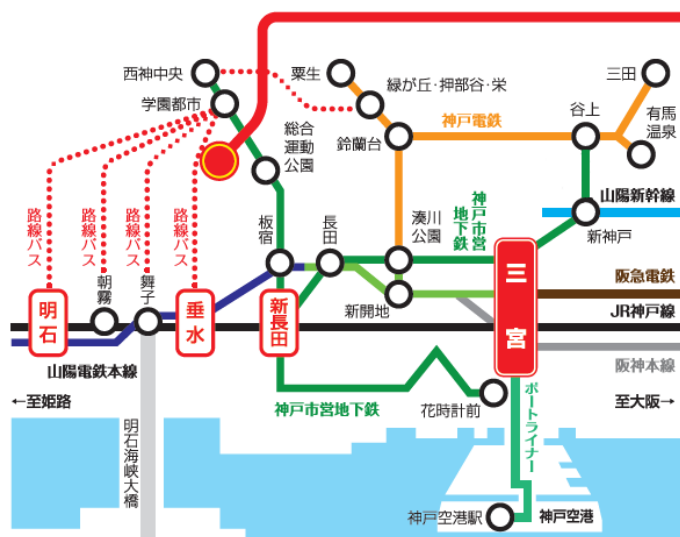 西神中央
粟生
緑が丘・押部谷・栄
三田
学園都市
鈴蘭台
神戸電鉄
谷上
有馬
温泉
総合
運動
公園
山陽新幹線
新神戸
路線バス
路線バス
路線バス
路線バス
板宿
長田
湊川
公園
神戸市営
地下鉄
三宮
阪急電鉄
朝霧
舞子
明石
垂水
新長田
新開地
JR神戸線
山陽電鉄本線
阪神本線
←至姫路
神戸市営地下鉄
花時計前
ポートライナー
至大阪→
明石海峡大橋
神戸空港駅
神戸空港